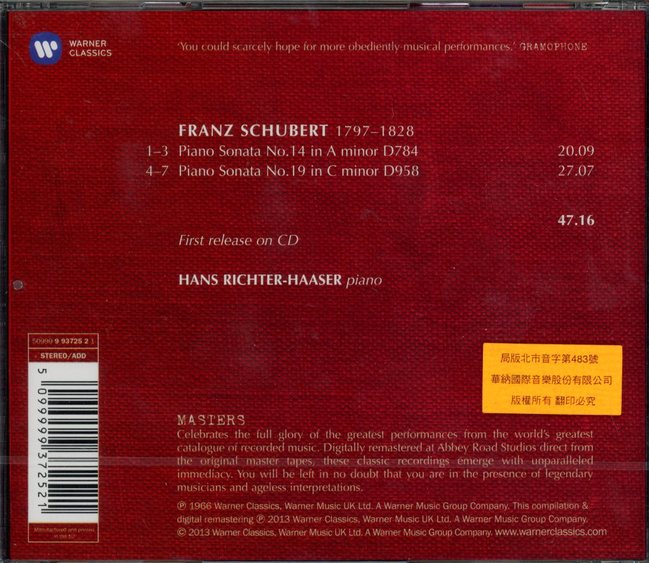 WARNER
CLASSICS
'You could scarcely hope for more obediently musical performances.' GRAMOPHONE
FRANZ SCHUBERT 1797–1828
1–3 Piano Sonata No.14 in A minor D784 20.09
4–7 Piano Sonata No.19 in C minor D958 27.07
47.16
First release on CD
HANS RICHTER-HAASER piano
50999 9 93725 2 1
STEREO/ADD
5 099999 372521
Manufactured and printed
in the EU
局版北市音字第483號
華納國際音樂股份有限公司
版權所有 翻印必究
MASTERS
Celebrates the full glory of the greatest performances from the world's greatest
catalogue of recorded music. Digitally remastered at Abbey Road Studios direct from
the original master tapes, these classic recordings emerge with unparalleled
immediacy. You will be left in no doubt that you are in the presence of legendary
musicians and ageless interpretations.
℗ 1966 Warner Classics, Warner Music UK Ltd. A Warner Music Group Company. This compilation &
digital remastering ℗ 2013 Warner Classics, Warner Music UK Ltd. A Warner Music Group Company.
© 2013 Warner Classics, Warner Music UK Ltd. A Warner Music Group Company. www.warnerclassics.com